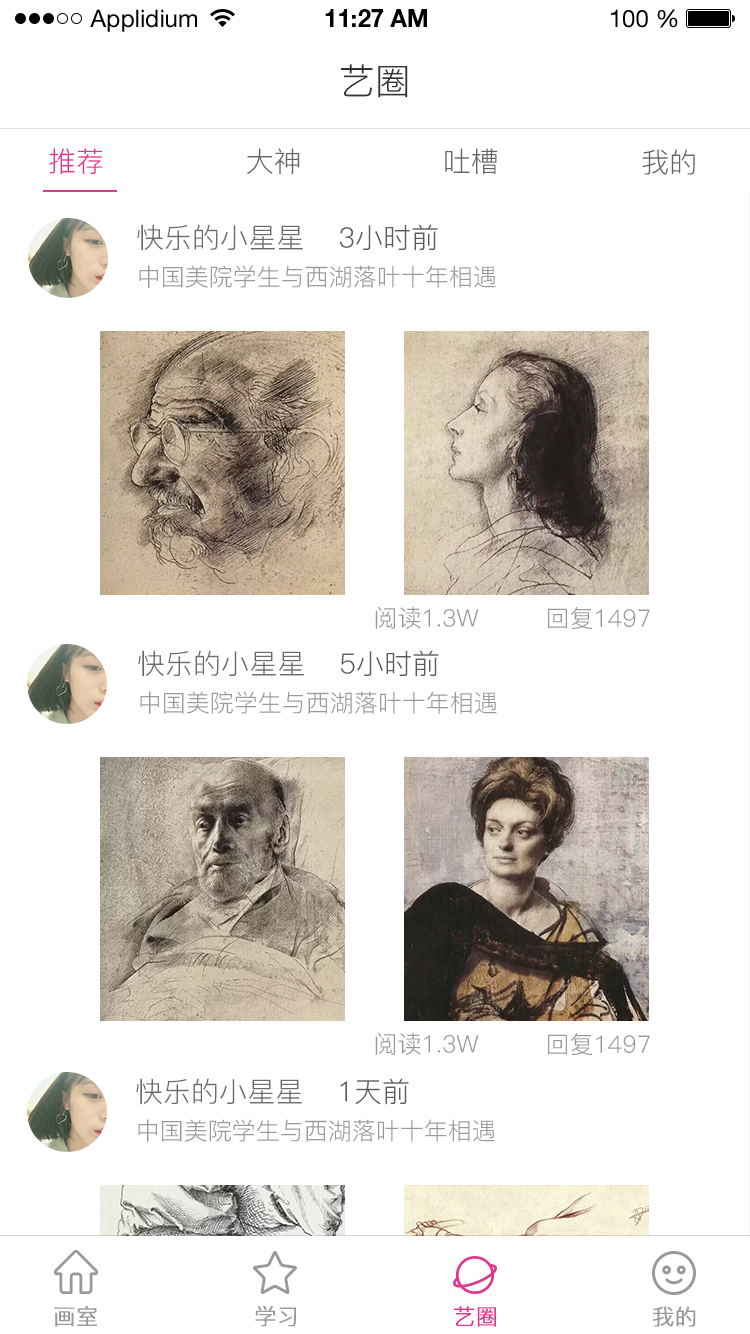 Applidium 11:27 AM 100 %
艺圈
推荐 大神 吐槽 我的
快乐的小星星 3小时前
中国美院学生与西湖落叶十年相遇
阅读1.3W 回复1497
快乐的小星星 5小时前
中国美院学生与西湖落叶十年相遇
阅读1.3W 回复1497
快乐的小星星 1天前
中国美院学生与西湖落叶十年相遇
画室 学习 艺圈 我的